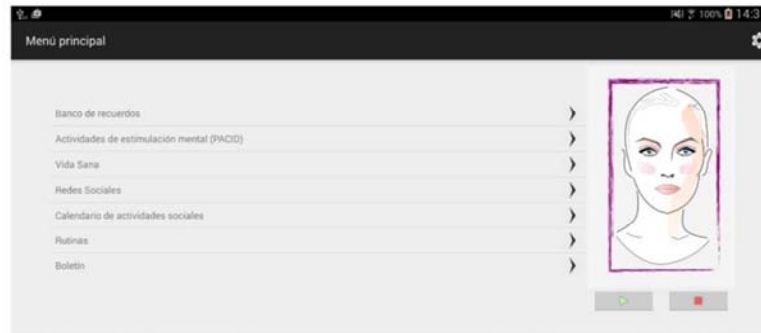 100% 14:3
Menú principal
Banco de recuerdos
Actividades de estimulación mental (PACID)
Vida Sana
Redes Sociales
Calendario de actividades sociales
Rutinas
Boletín